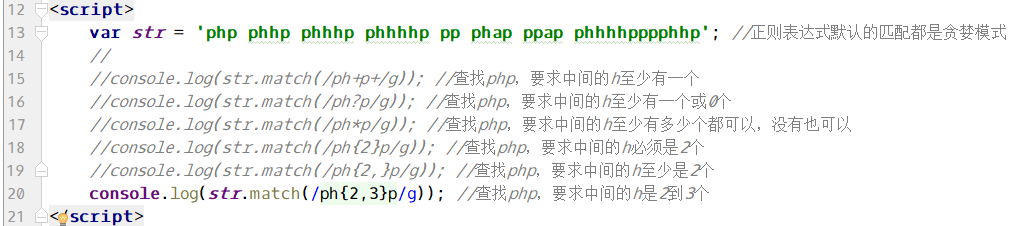 12 <script>
13 var str = 'php phhp phhhp phhhhp pp phap ppap phhhhpppphhp'; //正则表达式默认的匹配都是贪婪模式
14 //
15 //console.log(str.match(/ph+p+/g)); //查找php，要求中间的h至少有一个
16 //console.log(str.match(/ph?p/g)); //查找php，要求中间的h至少有一个或0个
17 //console.log(str.match(/ph*p/g)); //查找php，要求中间的h至少有多少个都可以，没有也可以
18 //console.log(str.match(/ph{2}p/g)); //查找php，要求中间的h必须是2个
19 //console.log(str.match(/ph{2,}p/g)); //查找php，要求中间的h至少是2个
20 console.log(str.match(/ph{2,3}p/g)); //查找php，要求中间的h是2到3个
21 </script>